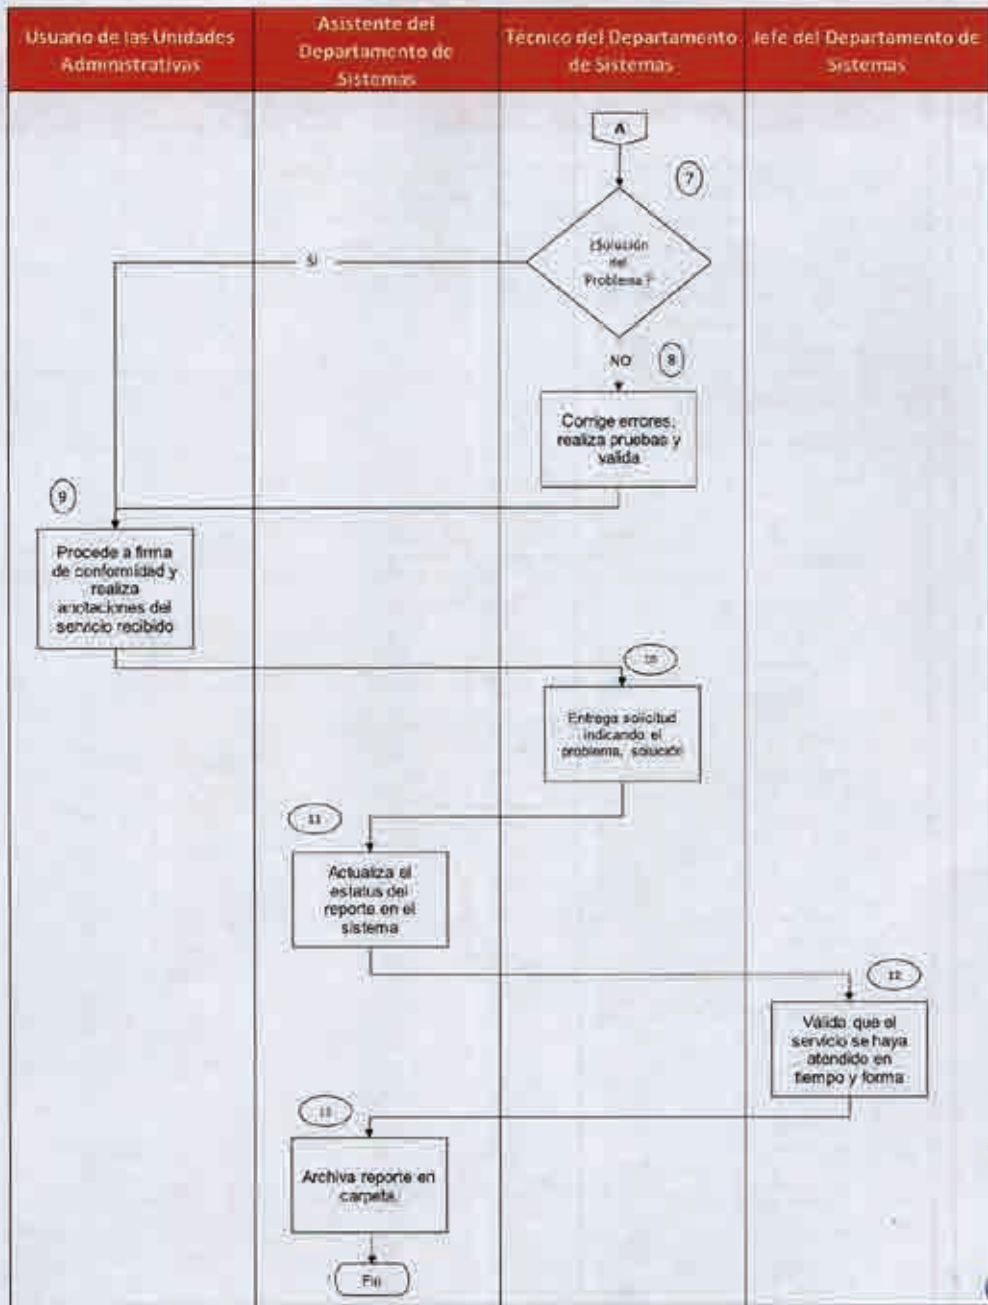 Usuario de las Unidades
Administrativas
Asistente del
Departamento de
Sistemas
Técnico del Departamento
de Sistemas
Jefe del Departamento de
Sistemas
A
7
¿Solución
del
Problema?
SI
NO
8
Corrige errores,
realiza pruebas y
valida
9
Procede a firma
de conformidad y
realiza
anotaciones del
servicio recibido
10
Entrega solicitud
indicando el
problema, solución
11
Actualiza el
estatus del
reporte en el
sistema
12
Válida que el
servicio se haya
atendido en
tiempo y forma
13
Archiva reporte en
carpeta
Fin